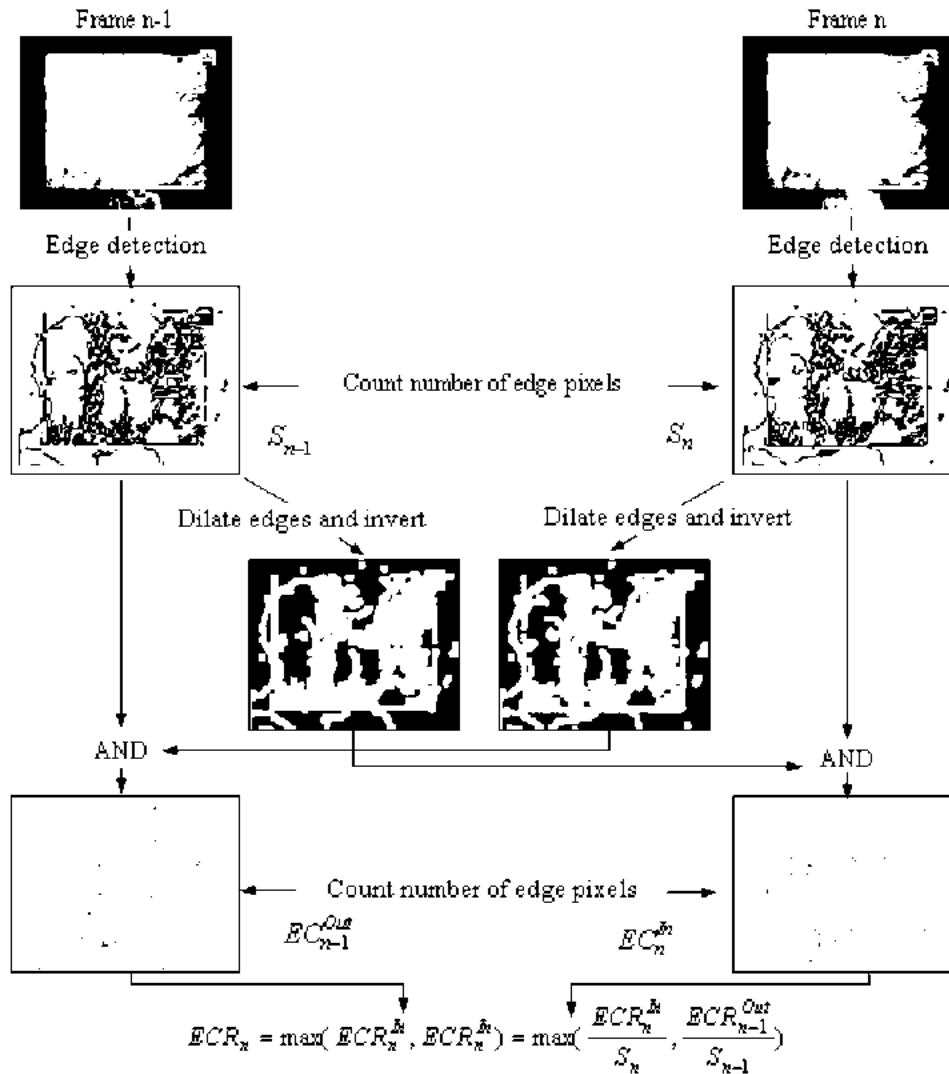 Frame n-1 Frame n
Edge detection Edge detection
Count number of edge pixels
S_{n-1} S_n
Dilate edges and invert Dilate edges and invert
AND AND
Count number of edge pixels
EC_{n-1}^{Out} EC_n^{In}
ECR_n = max( ECR_n^{In} , ECR_n^{In} ) = max( \frac{ECR_n^{In}}{S_n} , \frac{ECR_{n-1}^{Out}}{S_{n-1}} )